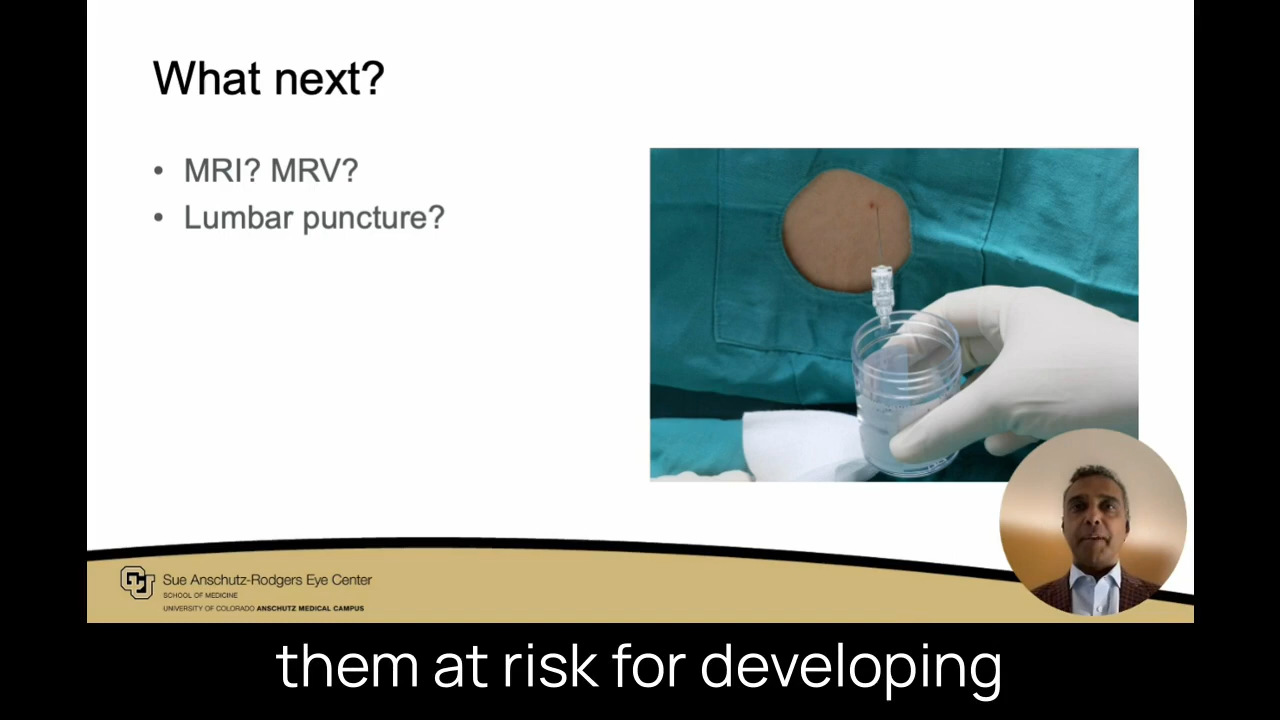 What next?
• MRI? MRV?
• Lumbar puncture?
Sue Anschutz-Rodgers Eye Center
SCHOOL OF MEDICINE
UNIVERSITY OF COLORADO ANSCHUTZ MEDICAL CAMPUS
them at risk for developing